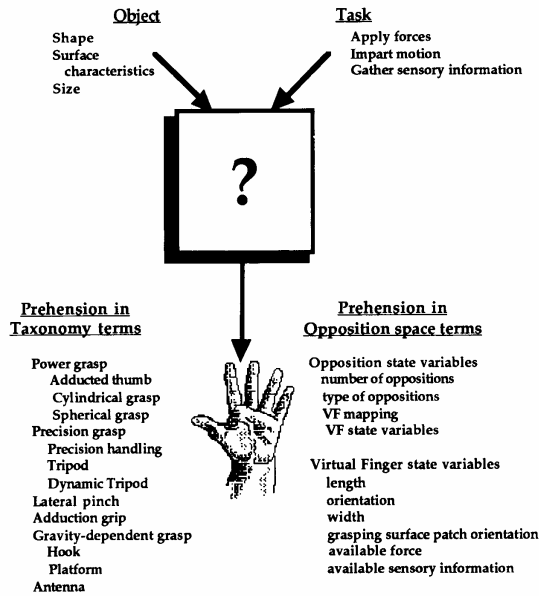 Object
Shape
Surface
characteristics
Size
Task
Apply forces
Impart motion
Gather sensory information
?
Prehension in
Taxonomy terms
Power grasp
Adducted thumb
Cylindrical grasp
Spherical grasp
Precision grasp
Precision handling
Tripod
Dynamic Tripod
Lateral pinch
Adduction grip
Gravity-dependent grasp
Hook
Platform
Antenna
Prehension in
Opposition space terms
Opposition state variables
number of oppositions
type of oppositions
VF mapping
VF state variables
Virtual Finger state variables
length
orientation
width
grasping surface patch orientation
available force
available sensory information